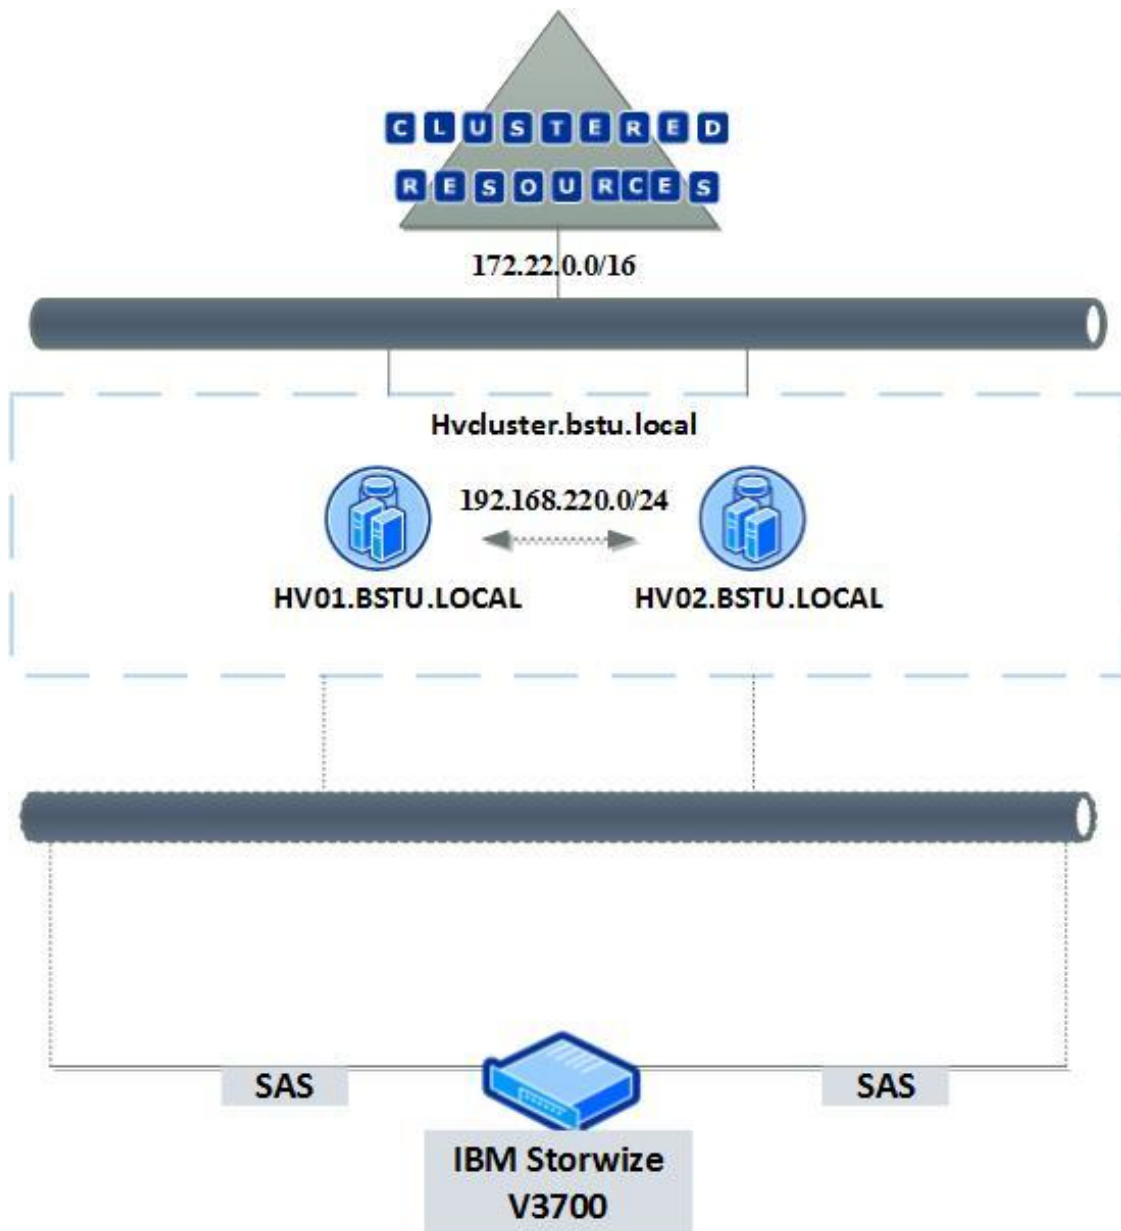 CLUSTERED
RESOURCES
172.22.0.0/16
Hvcluster.bstu.local
192.168.220.0/24
HV01.BSTU.LOCAL HV02.BSTU.LOCAL
SAS SAS
IBM Storwize
V3700